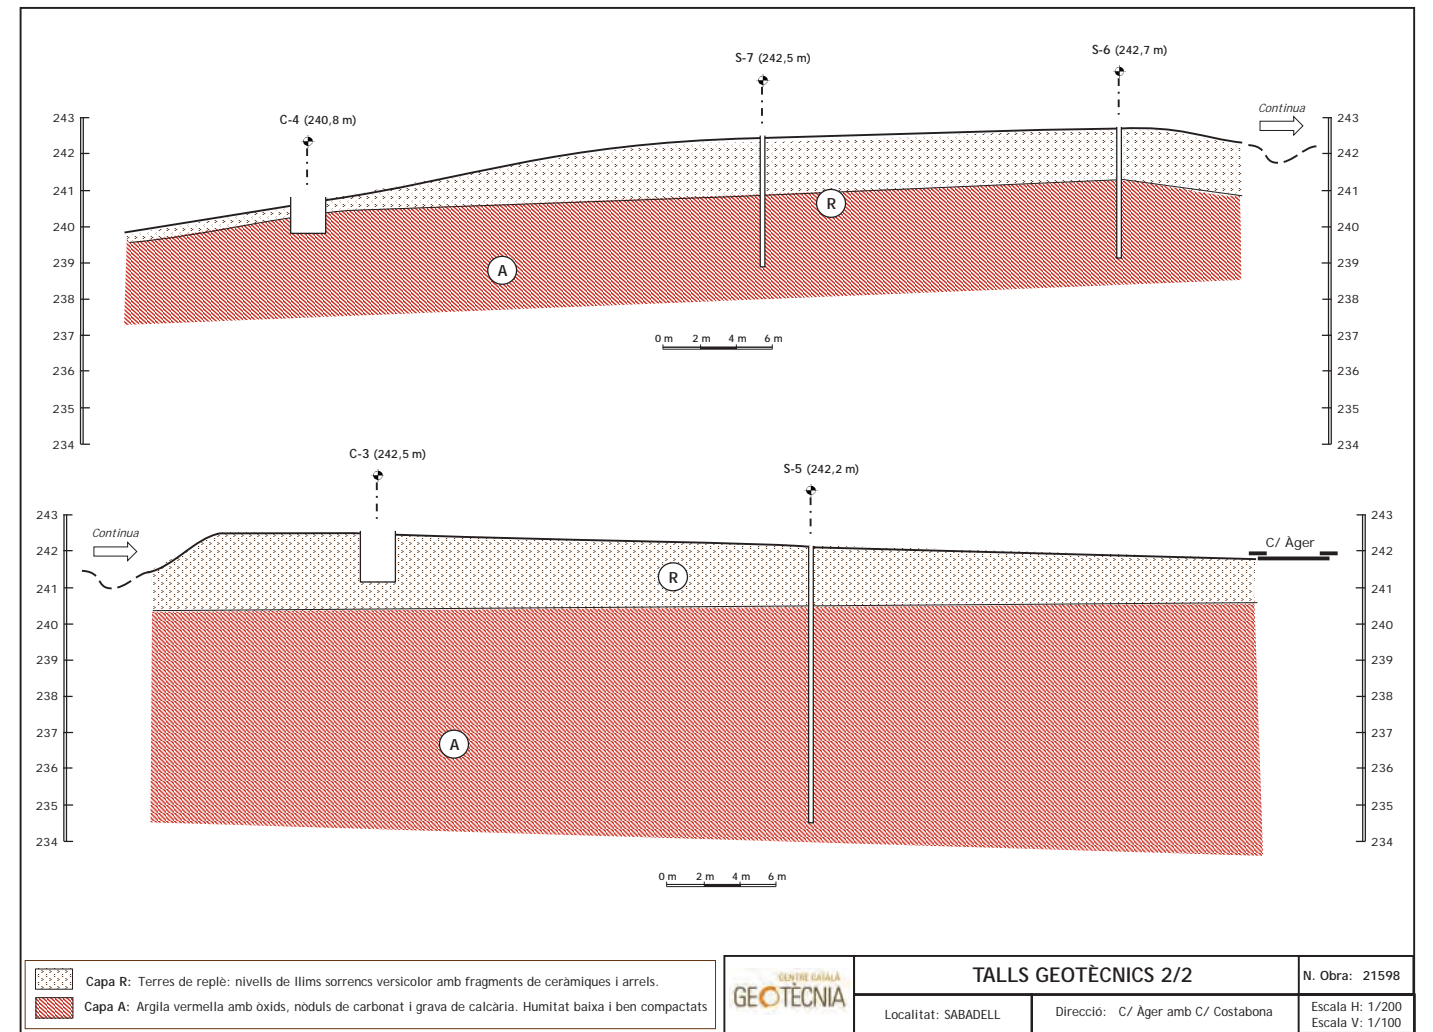 S-7 (242,5 m)
S-6 (242,7 m)
C-4 (240,8 m)
Continua
243
242
241
240
239
238
237
236
235
234
243
242
241
240
239
238
237
236
235
234
R
A
0 m 2 m 4 m 6 m
C-3 (242,5 m)
S-5 (242,2 m)
Continua
C/ Àger
243
242
241
240
239
238
237
236
235
234
243
242
241
240
239
238
237
236
235
234
R
A
0 m 2 m 4 m 6 m
Capa R: Terres de replè: nivells de llims sorrencs versicolor amb fragments de ceràmiques i arrels.
Capa A: Argila vermella amb òxids, nòduls de carbonat i grava de calcària. Humitat baixa i ben compactats
CENTRE CATALÀ
GEOTÈCNIA
TALLS GEOTÈCNICS 2/2
N. Obra: 21598
Localitat: SABADELL
Direcció: C/ Àger amb C/ Costabona
Escala H: 1/200
Escala V: 1/100